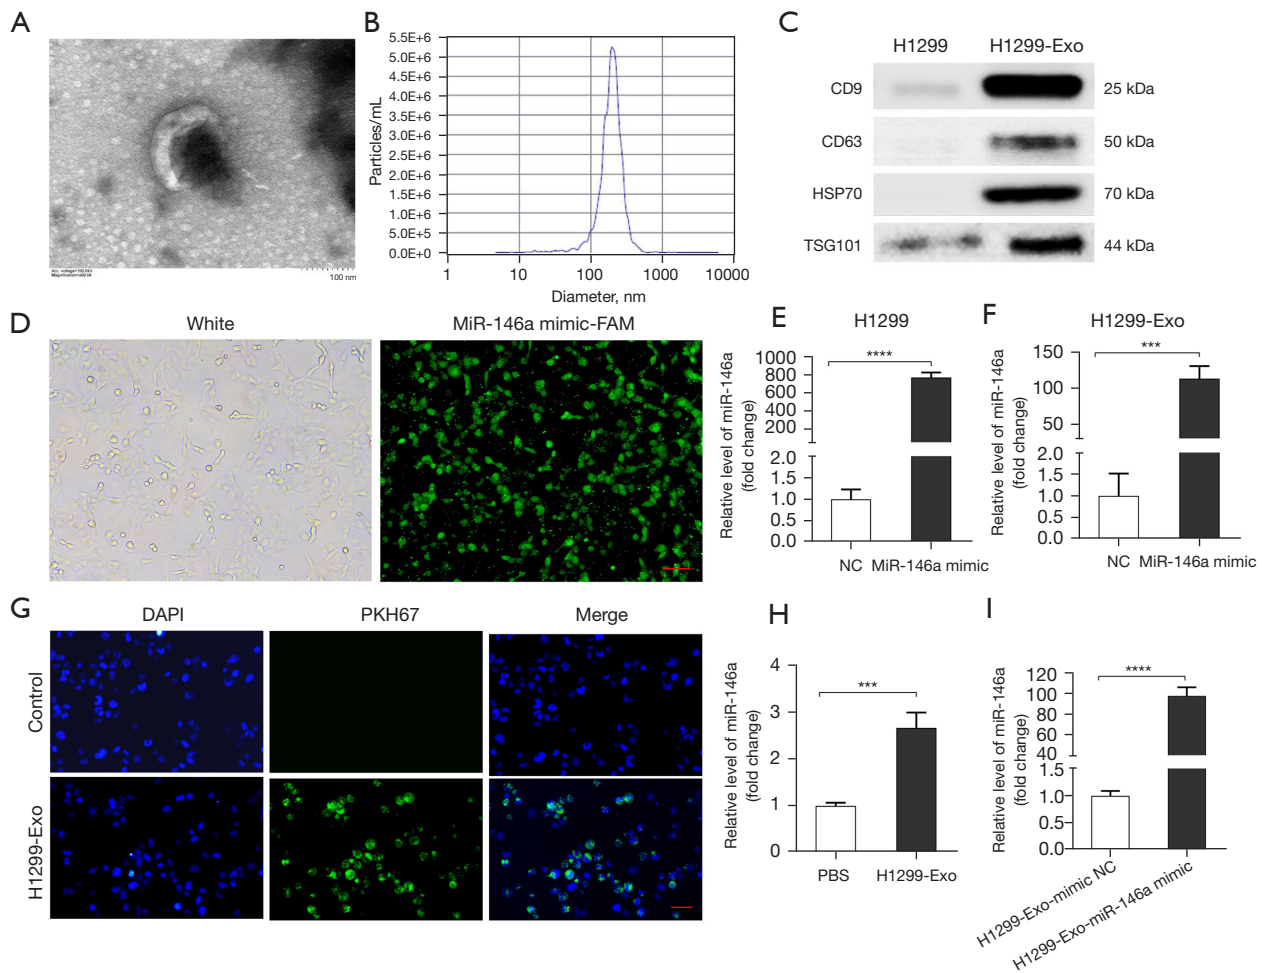 A
100 nm
B
5.5E+6
5.0E+6
4.5E+6
4.0E+6
3.5E+6
3.0E+6
2.5E+6
2.0E+6
1.5E+6
1.0E+6
5.0E+5
0.0E+0
Particles/mL
1 10 100 1000 10000
Diameter, nm
C
H1299 H1299-Exo
CD9 25 kDa
CD63 50 kDa
HSP70 70 kDa
TSG101 44 kDa
D
White
MiR-146a mimic-FAM
E
H1299
Relative level of miR-146a
(fold change)
****
1000
800
600
400
200
2.0
1.5
1.0
0.5
0.0
NC MiR-146a mimic
F
H1299-Exo
Relative level of miR-146a
(fold change)
***
150
100
50
2.0
1.5
1.0
0.5
0.0
NC MiR-146a mimic
G
DAPI PKH67 Merge
Control
H1299-Exo
H
Relative level of miR-146a
(fold change)
***
4
3
2
1
0
PBS H1299-Exo
I
Relative level of miR-146a
(fold change)
****
120
100
80
60
40
1.5
1.0
0.5
0.0
H1299-Exo-mimic NC
H1299-Exo-miR-146a mimic